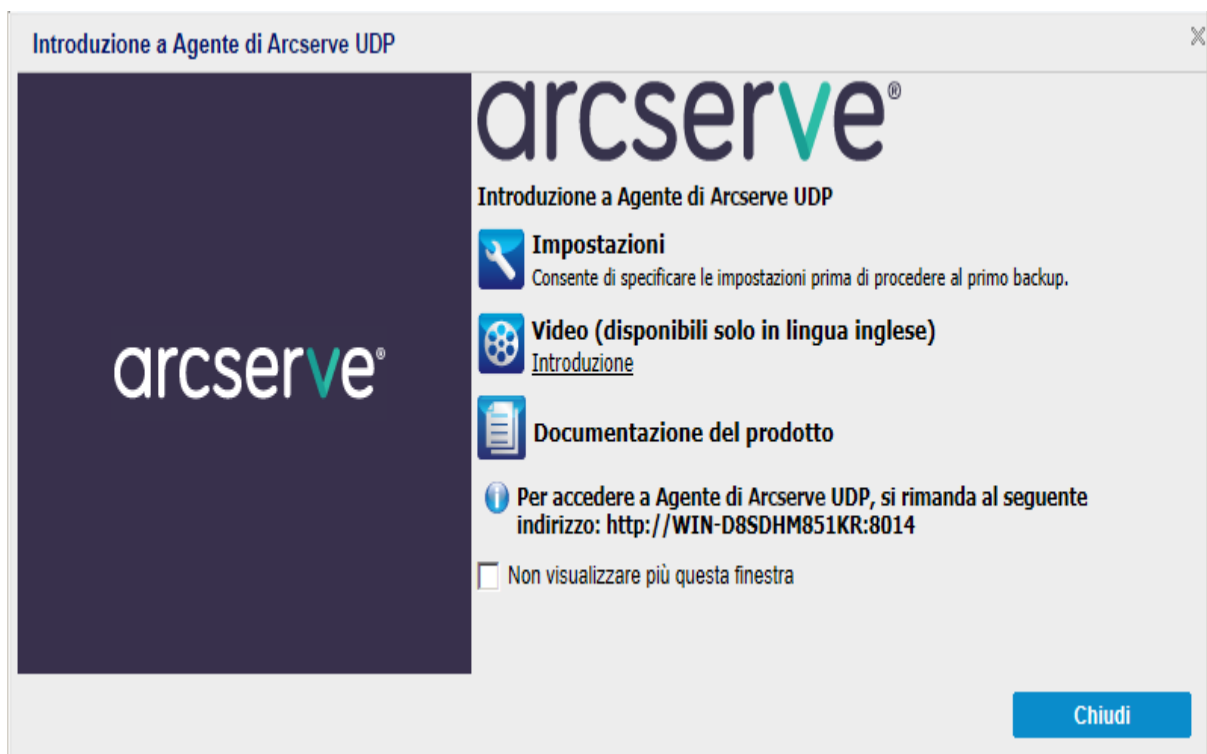 Introduzione a Agente di Arcserve UDP
arcserve®
arcserve®
Introduzione a Agente di Arcserve UDP
Impostazioni
Consente di specificare le impostazioni prima di procedere al primo backup.
Video (disponibili solo in lingua inglese)
Introduzione
Documentazione del prodotto
Per accedere a Agente di Arcserve UDP, si rimanda al seguente
indirizzo: http://WIN-D8SDHM851KR:8014
Non visualizzare più questa finestra
Chiudi